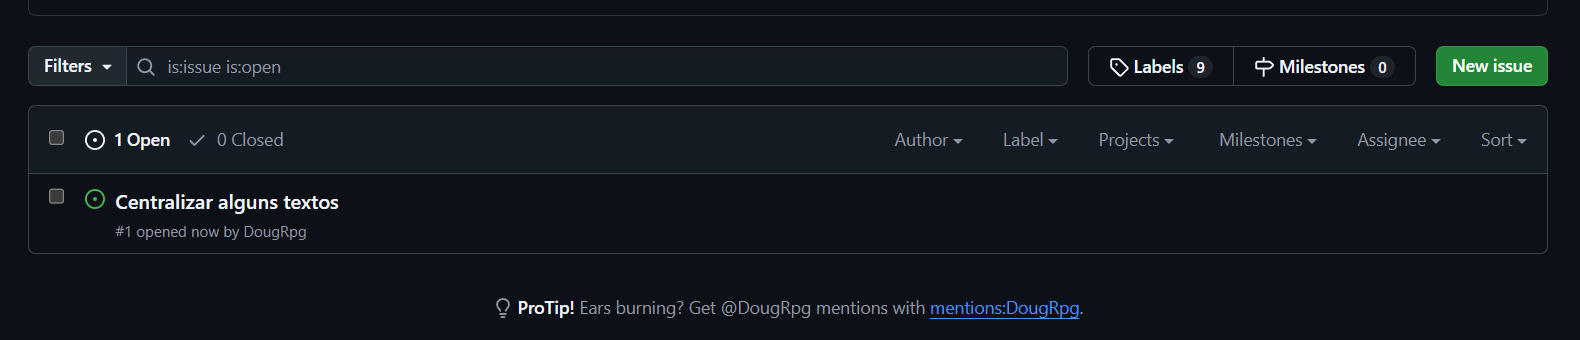 Filters is:issue is:open Labels 9 Milestones 0 New issue
1 Open 0 Closed Author Label Projects Milestones Assignee Sort
Centralizar alguns textos
#1 opened now by DougRpg
ProTip! Ears burning? Get @DougRpg mentions with mentions:DougRpg.